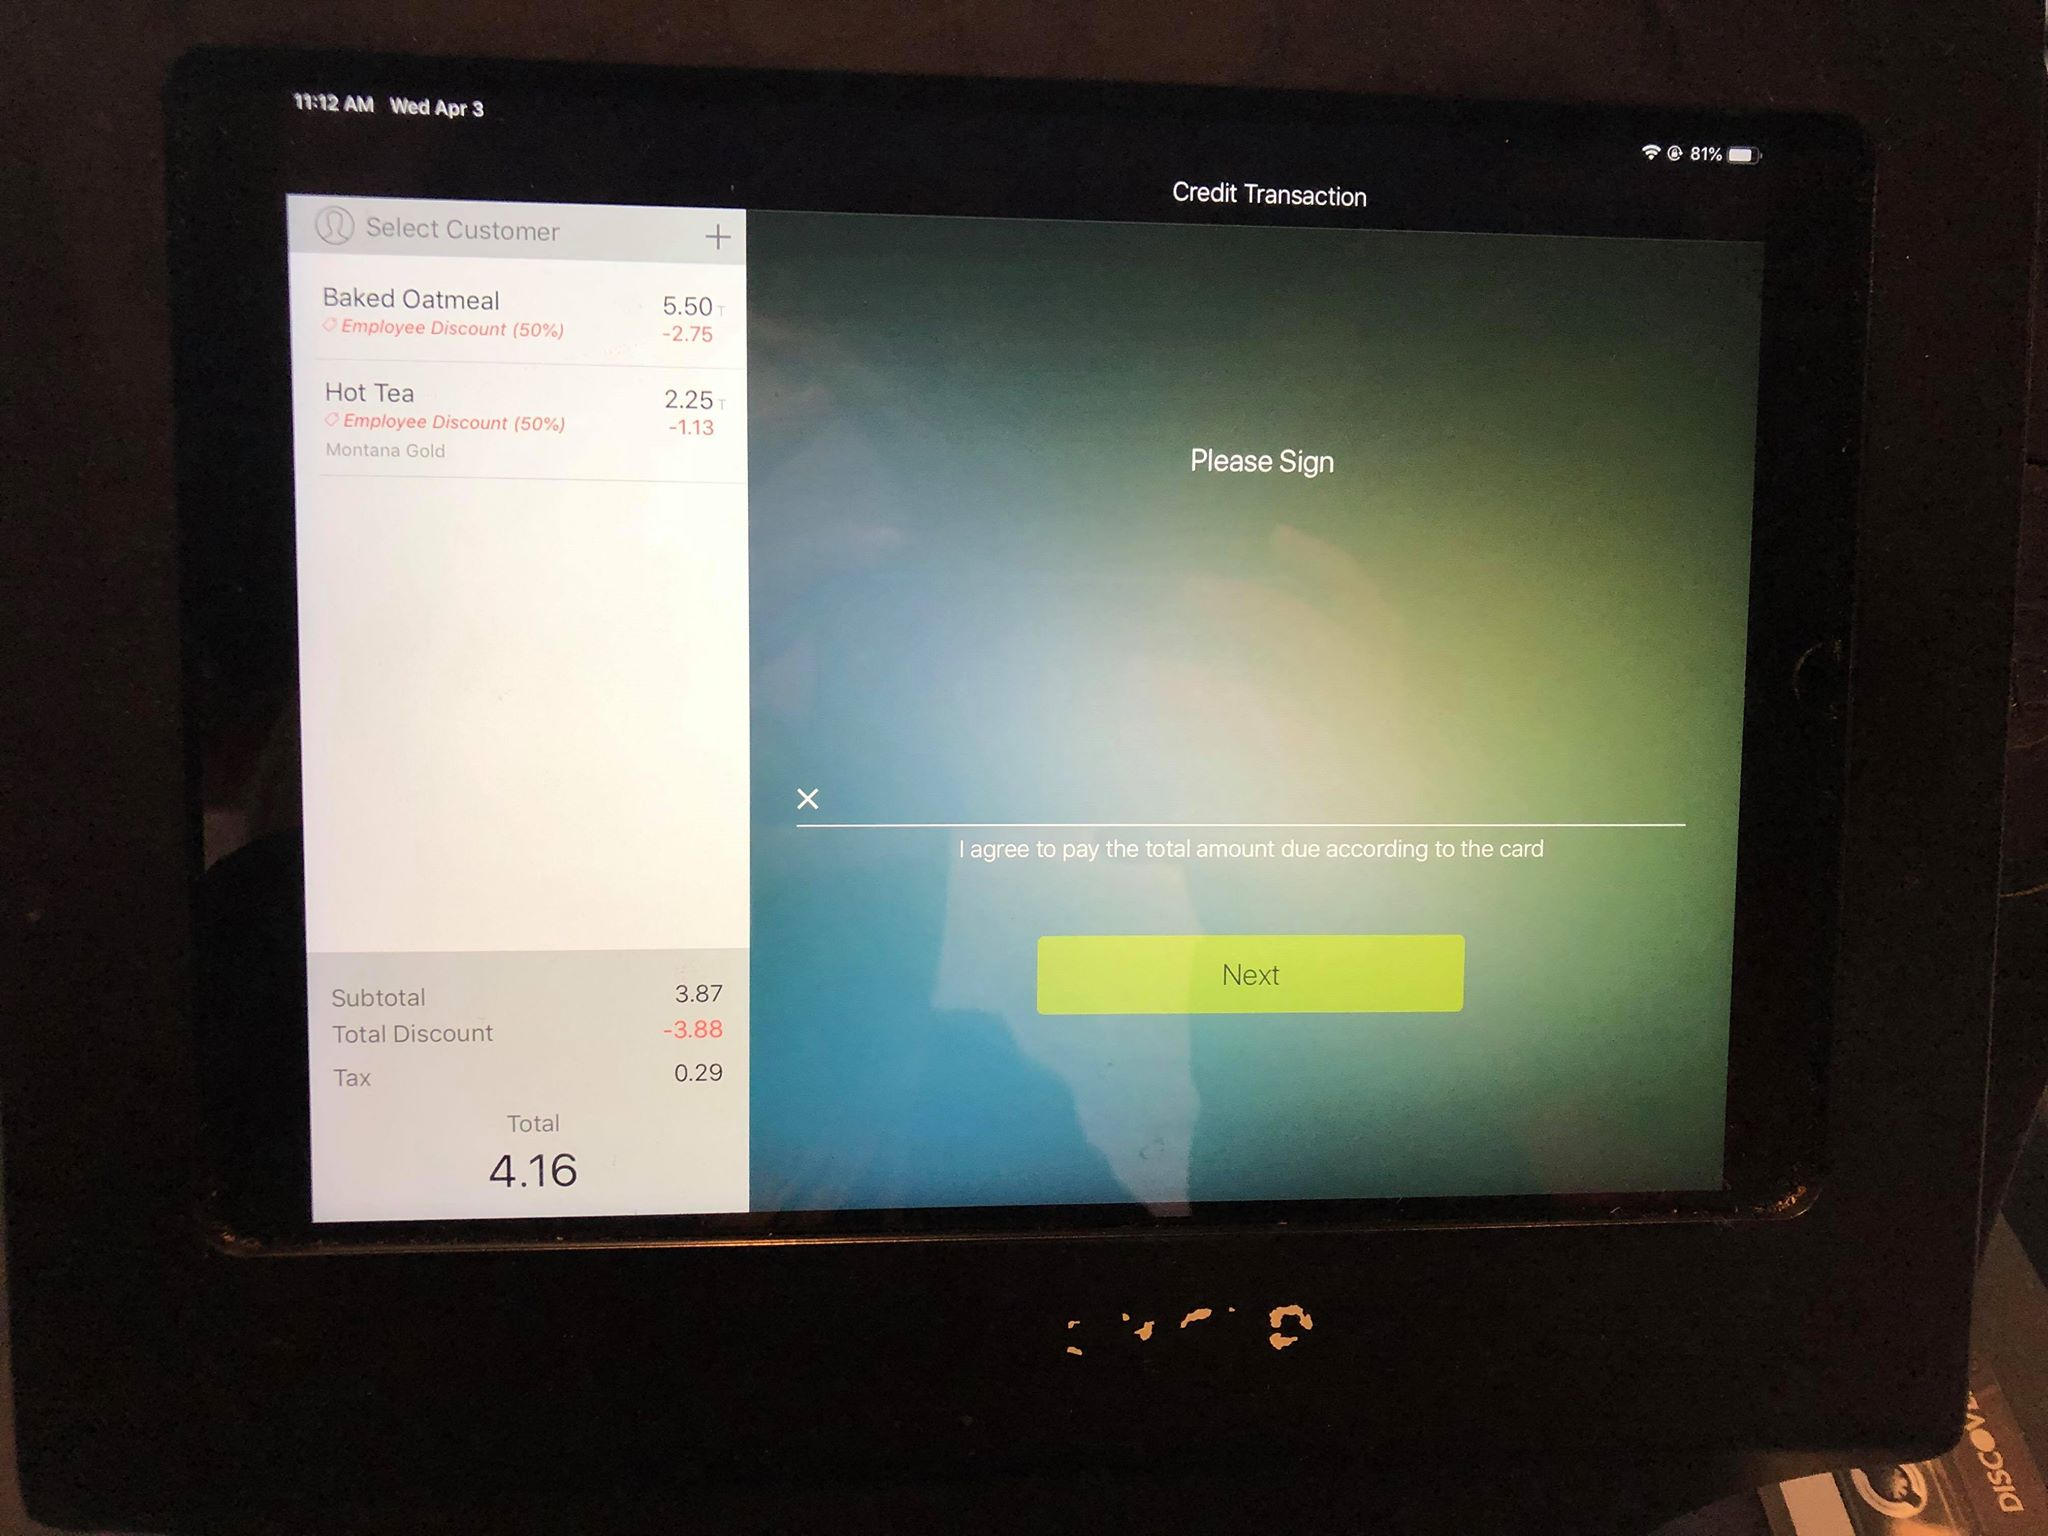 11:12 AM Wed Apr 3
81%
Credit Transaction
Select Customer +
Baked Oatmeal 5.50 T
Employee Discount (50%) -2.75
Hot Tea 2.25 T
Employee Discount (50%) -1.13
Montana Gold
Subtotal 3.87
Total Discount -3.88
Tax 0.29
Total
4.16
Please Sign
X
I agree to pay the total amount due according to the card
Next